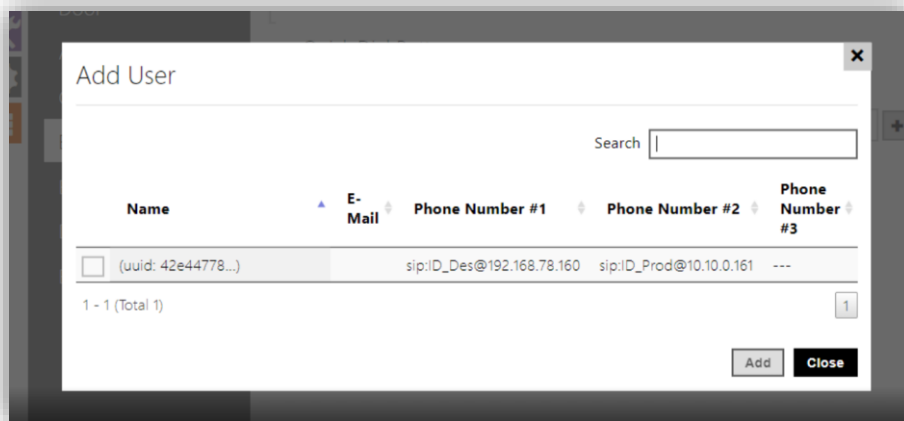 Add User
Search
Name E-Mail Phone Number #1 Phone Number #2 Phone Number #3
(uuid: 42e44778...) sip:ID_Des@192.168.78.160 sip:ID_Prod@10.10.0.161 ---
1 - 1 (Total 1) 1
Add Close